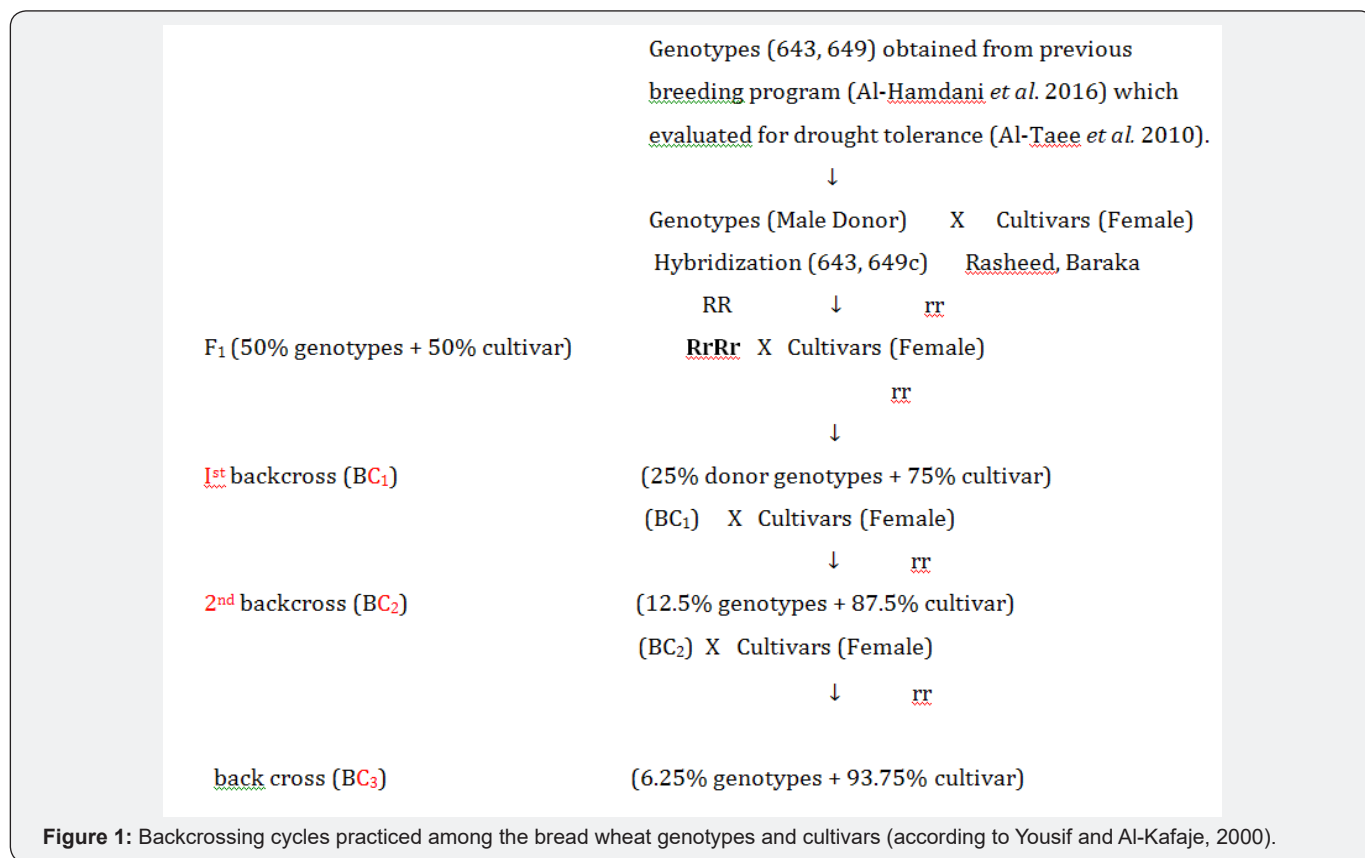 Genotypes (643, 649) obtained from previous
breeding program (Al-Hamdani et al. 2016) which
evaluated for drought tolerance (Al-Taee et al. 2010).
↓
Genotypes (Male Donor) X Cultivars (Female)
Hybridization (643, 649c) Rasheed, Baraka
RR ↓ rr
F₁ (50% genotypes + 50% cultivar) RrRr X Cultivars (Female)
rr
↓
Iˢᵗ backcross (BC₁) (25% donor genotypes + 75% cultivar)
(BC₁) X Cultivars (Female)
↓ rr
2ⁿᵈ backcross (BC₂) (12.5% genotypes + 87.5% cultivar)
(BC₂) X Cultivars (Female)
↓ rr
back cross (BC₃) (6.25% genotypes + 93.75% cultivar)
Figure 1: Backcrossing cycles practiced among the bread wheat genotypes and cultivars (according to Yousif and Al-Kafaje, 2000).